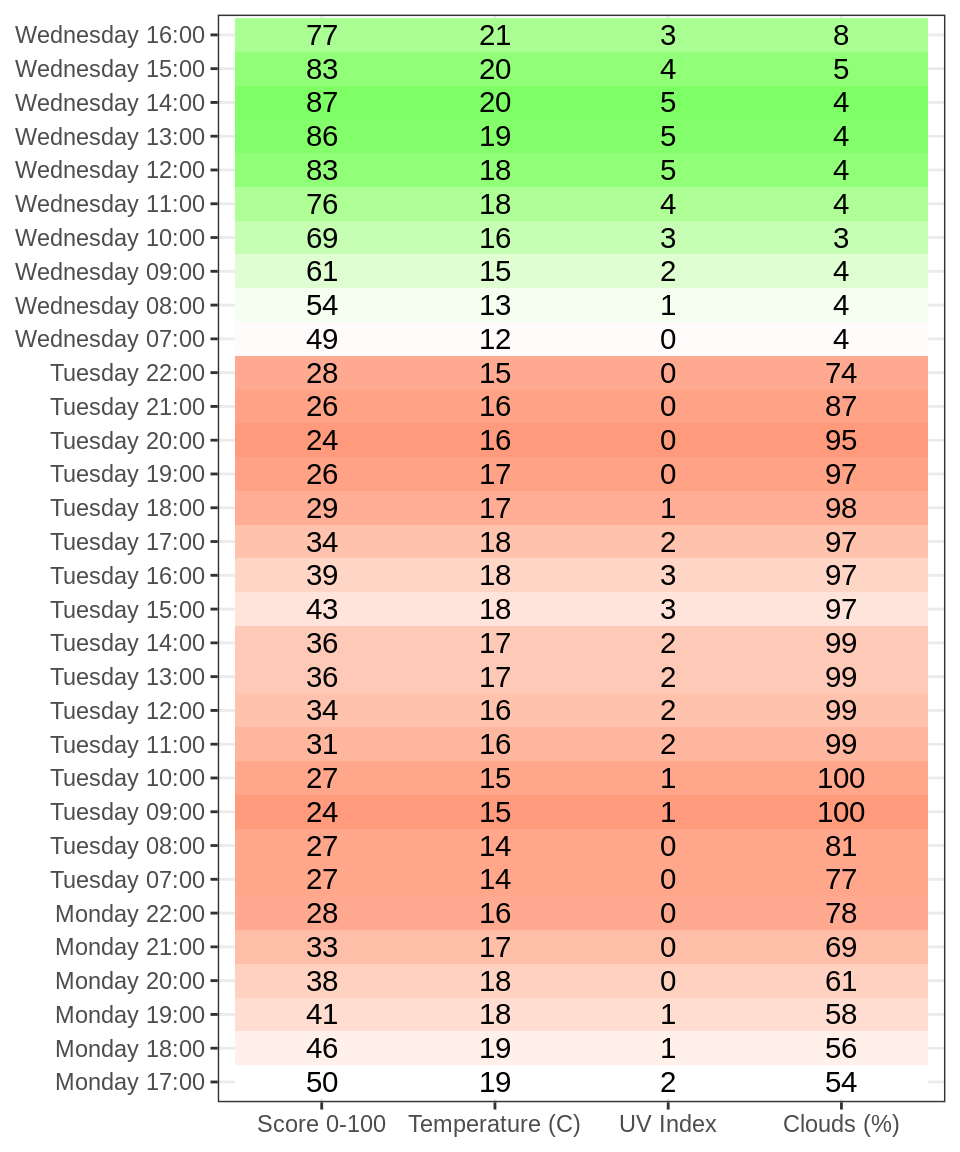 Wednesday 16:00 77 21 3 8
Wednesday 15:00 83 20 4 5
Wednesday 14:00 87 20 5 4
Wednesday 13:00 86 19 5 4
Wednesday 12:00 83 18 5 4
Wednesday 11:00 76 18 4 4
Wednesday 10:00 69 16 3 3
Wednesday 09:00 61 15 2 4
Wednesday 08:00 54 13 1 4
Wednesday 07:00 49 12 0 4
Tuesday 22:00 28 15 0 74
Tuesday 21:00 26 16 0 87
Tuesday 20:00 24 16 0 95
Tuesday 19:00 26 17 0 97
Tuesday 18:00 29 17 1 98
Tuesday 17:00 34 18 2 97
Tuesday 16:00 39 18 3 97
Tuesday 15:00 43 18 3 97
Tuesday 14:00 36 17 2 99
Tuesday 13:00 36 17 2 99
Tuesday 12:00 34 16 2 99
Tuesday 11:00 31 16 2 99
Tuesday 10:00 27 15 1 100
Tuesday 09:00 24 15 1 100
Tuesday 08:00 27 14 0 81
Tuesday 07:00 27 14 0 77
Monday 22:00 28 16 0 78
Monday 21:00 33 17 0 69
Monday 20:00 38 18 0 61
Monday 19:00 41 18 1 58
Monday 18:00 46 19 1 56
Monday 17:00 50 19 2 54
Score 0-100 Temperature (C) UV Index Clouds (%)